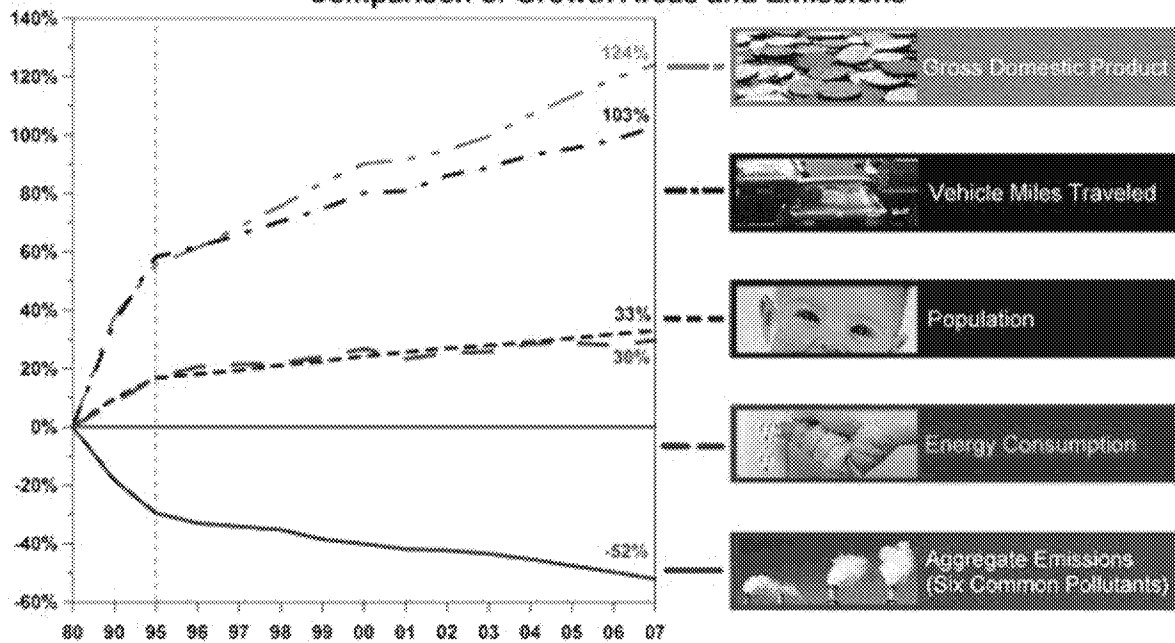 Comparison of Growth Areas and Emissions
140%
120%
100%
80%
60%
40%
20%
0%
-20%
-40%
-60%
124%
103%
33%
30%
-52%
80 90 95 96 97 98 99 00 01 02 03 04 05 06 07
Gross Domestic Product
Vehicle Miles Traveled
Population
Energy Consumption
Aggregate Emissions
(Six Common Pollutants)